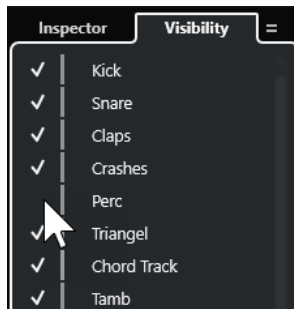 Inspector Visibility
Kick
Snare
Claps
Crashes
Perc
Triangel
Chord Track
Tamb